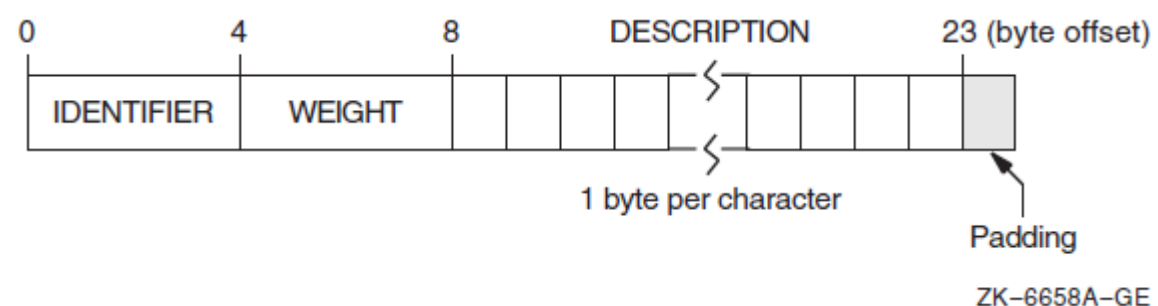 0 4 8 DESCRIPTION 23 (byte offset)
IDENTIFIER WEIGHT
1 byte per character
Padding
ZK–6658A–GE